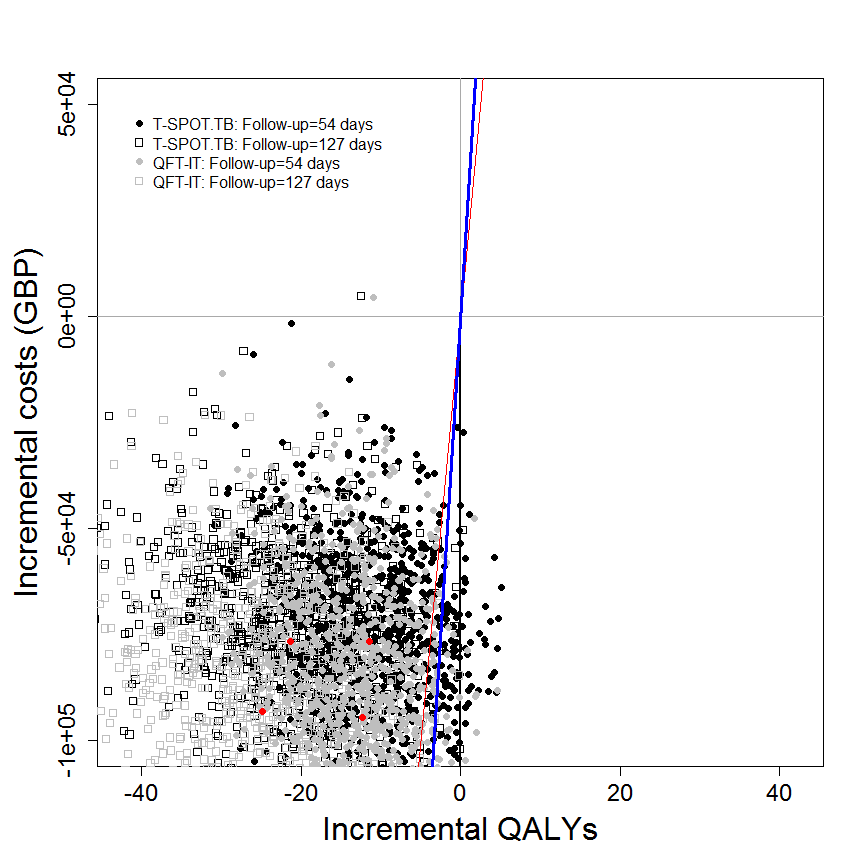 T-SPOT.TB: Follow-up=54 days
T-SPOT.TB: Follow-up=127 days
QFT-IT: Follow-up=54 days
QFT-IT: Follow-up=127 days
Incremental costs (GBP)
5e+04
0e+00
-5e+04
-1e+05
-40 -20 0 20 40
Incremental QALYs